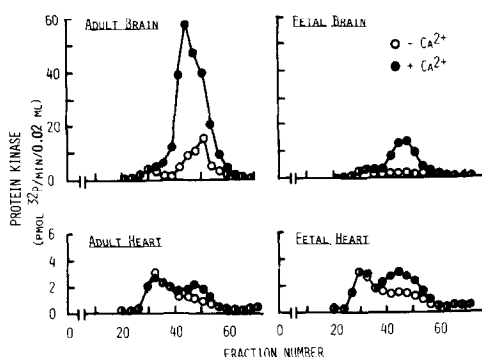 ADULT BRAIN
FETAL BRAIN
- Ca2+
+ Ca2+
60
40
20
0
PROTEIN KINASE
(PMOL 32P/MIN/0.02 ML)
ADULT HEART
FETAL HEART
6
4
2
0
0 20 40 60
0 20 40 60
FRACTION NUMBER